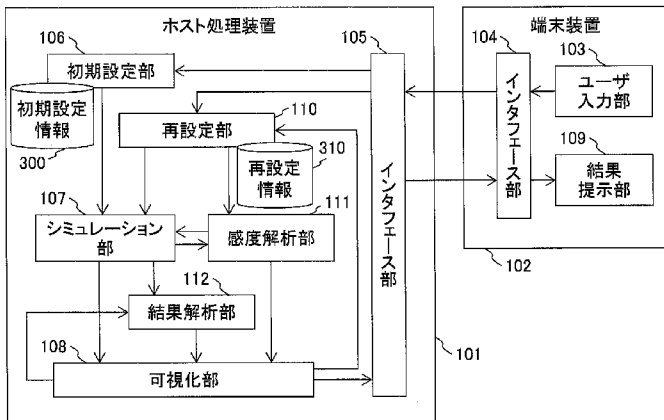 ホスト処理装置
101
106
初期設定部
初期設定
情報
300
105
インタフェース部
110
再設定部
310
再設定
情報
107
シミュレーション
部
111
感度解析部
112
結果解析部
108
可視化部
端末装置
102
104
インタフェース部
103
ユーザ
入力部
109
結果
提示部